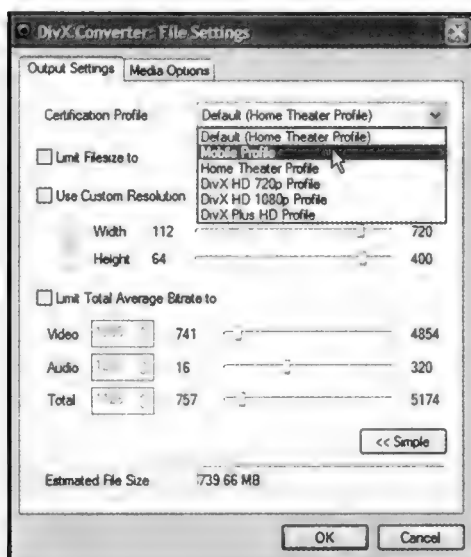 DivX Converter - File Settings
Output Settings
Media Options
Certification Profile
Default (Home Theater Profile)
Default (Home Theater Profile)
Mobile Profile
Home Theater Profile
DivX HD 720p Profile
DivX HD 1080p Profile
DivX Plus HD Profile
Limit Filesize to
Use Custom Resolution
Width 112 720
Height 64 400
Limit Total Average Bitrate to
Video 741 4854
Audio 16 320
Total 757 5174
<< Simple
Estimated File Size 739.66 MB
OK Cancel